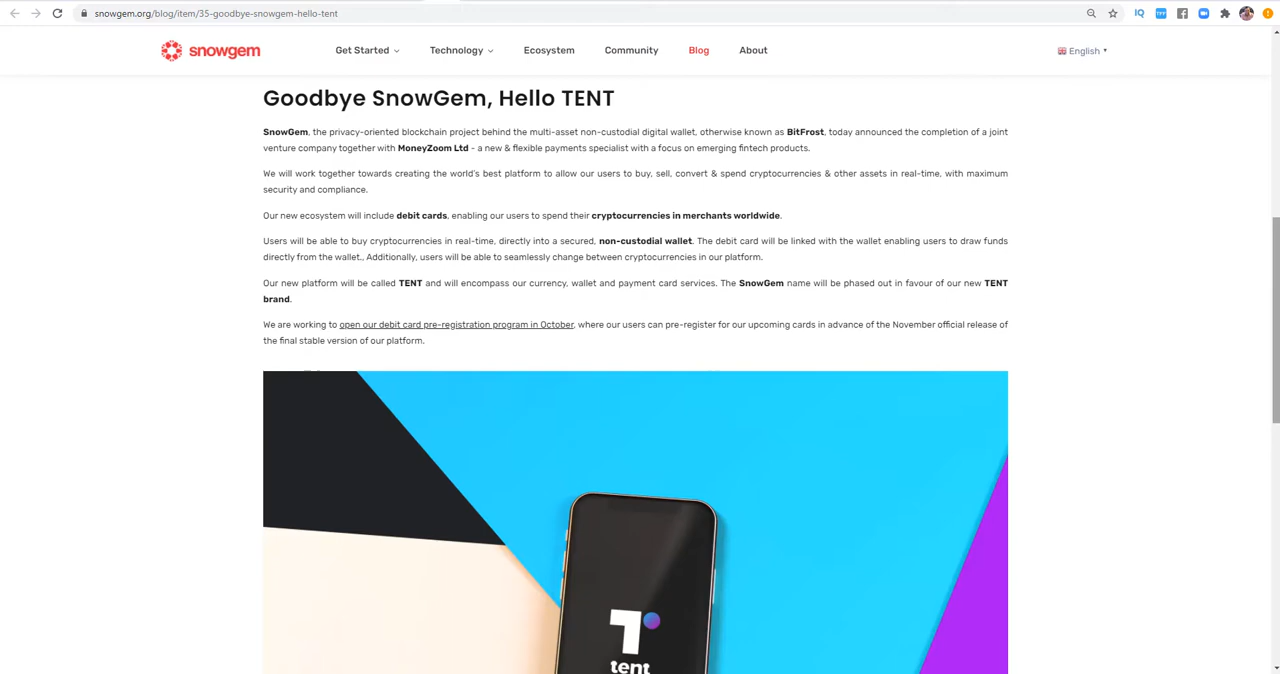 snowgem.org/blog/item/35-goodbye-snowgem-hello-tent
IQ
snowgem
Get Started
Technology
Ecosystem
Community
Blog
About
English
Goodbye SnowGem, Hello TENT
SnowGem, the privacy-oriented blockchain project behind the multi-asset non-custodial digital wallet, otherwise known as BitFrost, today announced the completion of a joint
venture company together with MoneyZoom Ltd - a new & flexible payments specialist with a focus on emerging fintech products.
We will work together towards creating the world's best platform to allow our users to buy, sell, convert & spend cryptocurrencies & other assets in real-time, with maximum
security and compliance.
Our new ecosystem will include debit cards, enabling our users to spend their cryptocurrencies in merchants worldwide.
Users will be able to buy cryptocurrencies in real-time, directly into a secured, non-custodial wallet. The debit card will be linked with the wallet enabling users to draw funds
directly from the wallet., Additionally, users will be able to seamlessly change between cryptocurrencies in our platform.
Our new platform will be called TENT and will encompass our currency, wallet and payment card services. The SnowGem name will be phased out in favour of our new TENT
brand.
We are working to open our debit card pre-registration program in October, where our users can pre-register for our upcoming cards in advance of the November official release of
the final stable version of our platform.
tent